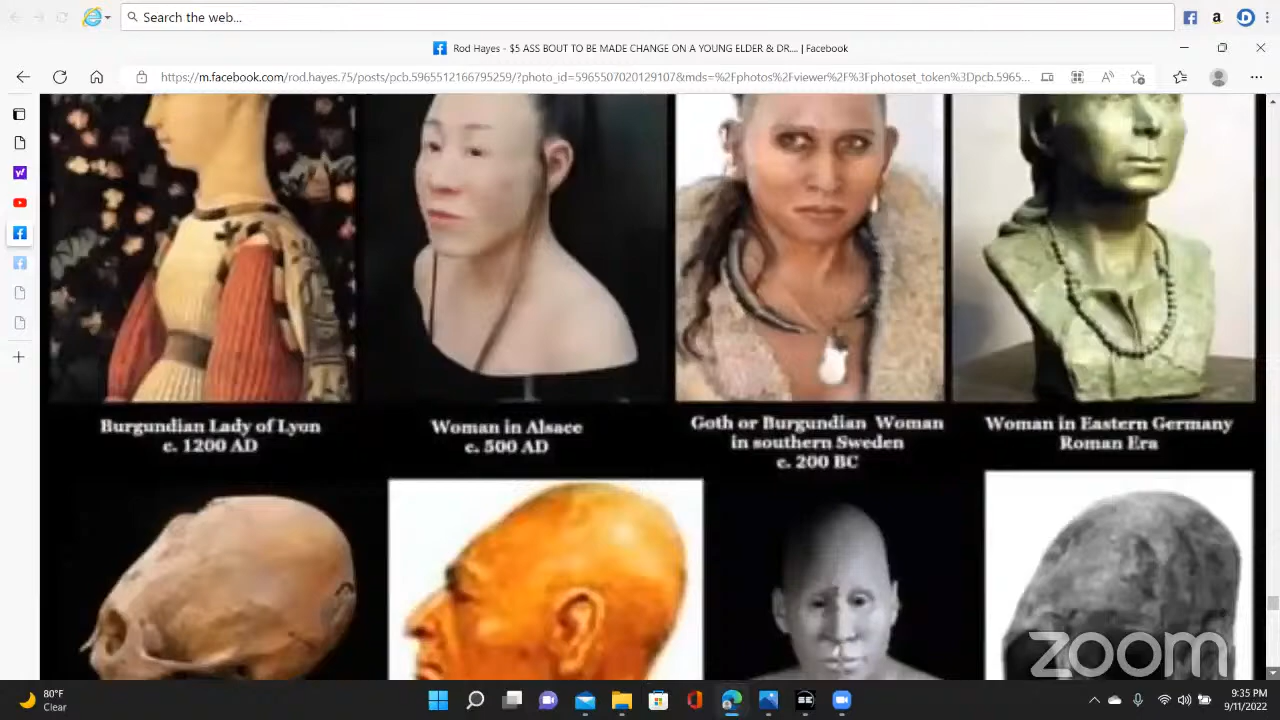 Search the web...
Rod Hayes - $5 ASS BOUT TO BE MADE CHANGE ON A YOUNG ELDER & DR.... | Facebook
https://m.facebook.com/rod.hayes.75/posts/pcb.5965512166795259/?photo_id=5965507020129107&mds=%2Fphotos%2Fviewer%2F%3Fphotoset_token%3Dpcb.5965...
Burgundian Lady of Lyon
c. 1200 AD
Woman in Alsace
c. 500 AD
Goth or Burgundian Woman
in southern Sweden
c. 200 BC
Woman in Eastern Germany
Roman Era
zoom
80°F
Clear
9:35 PM
9/11/2022